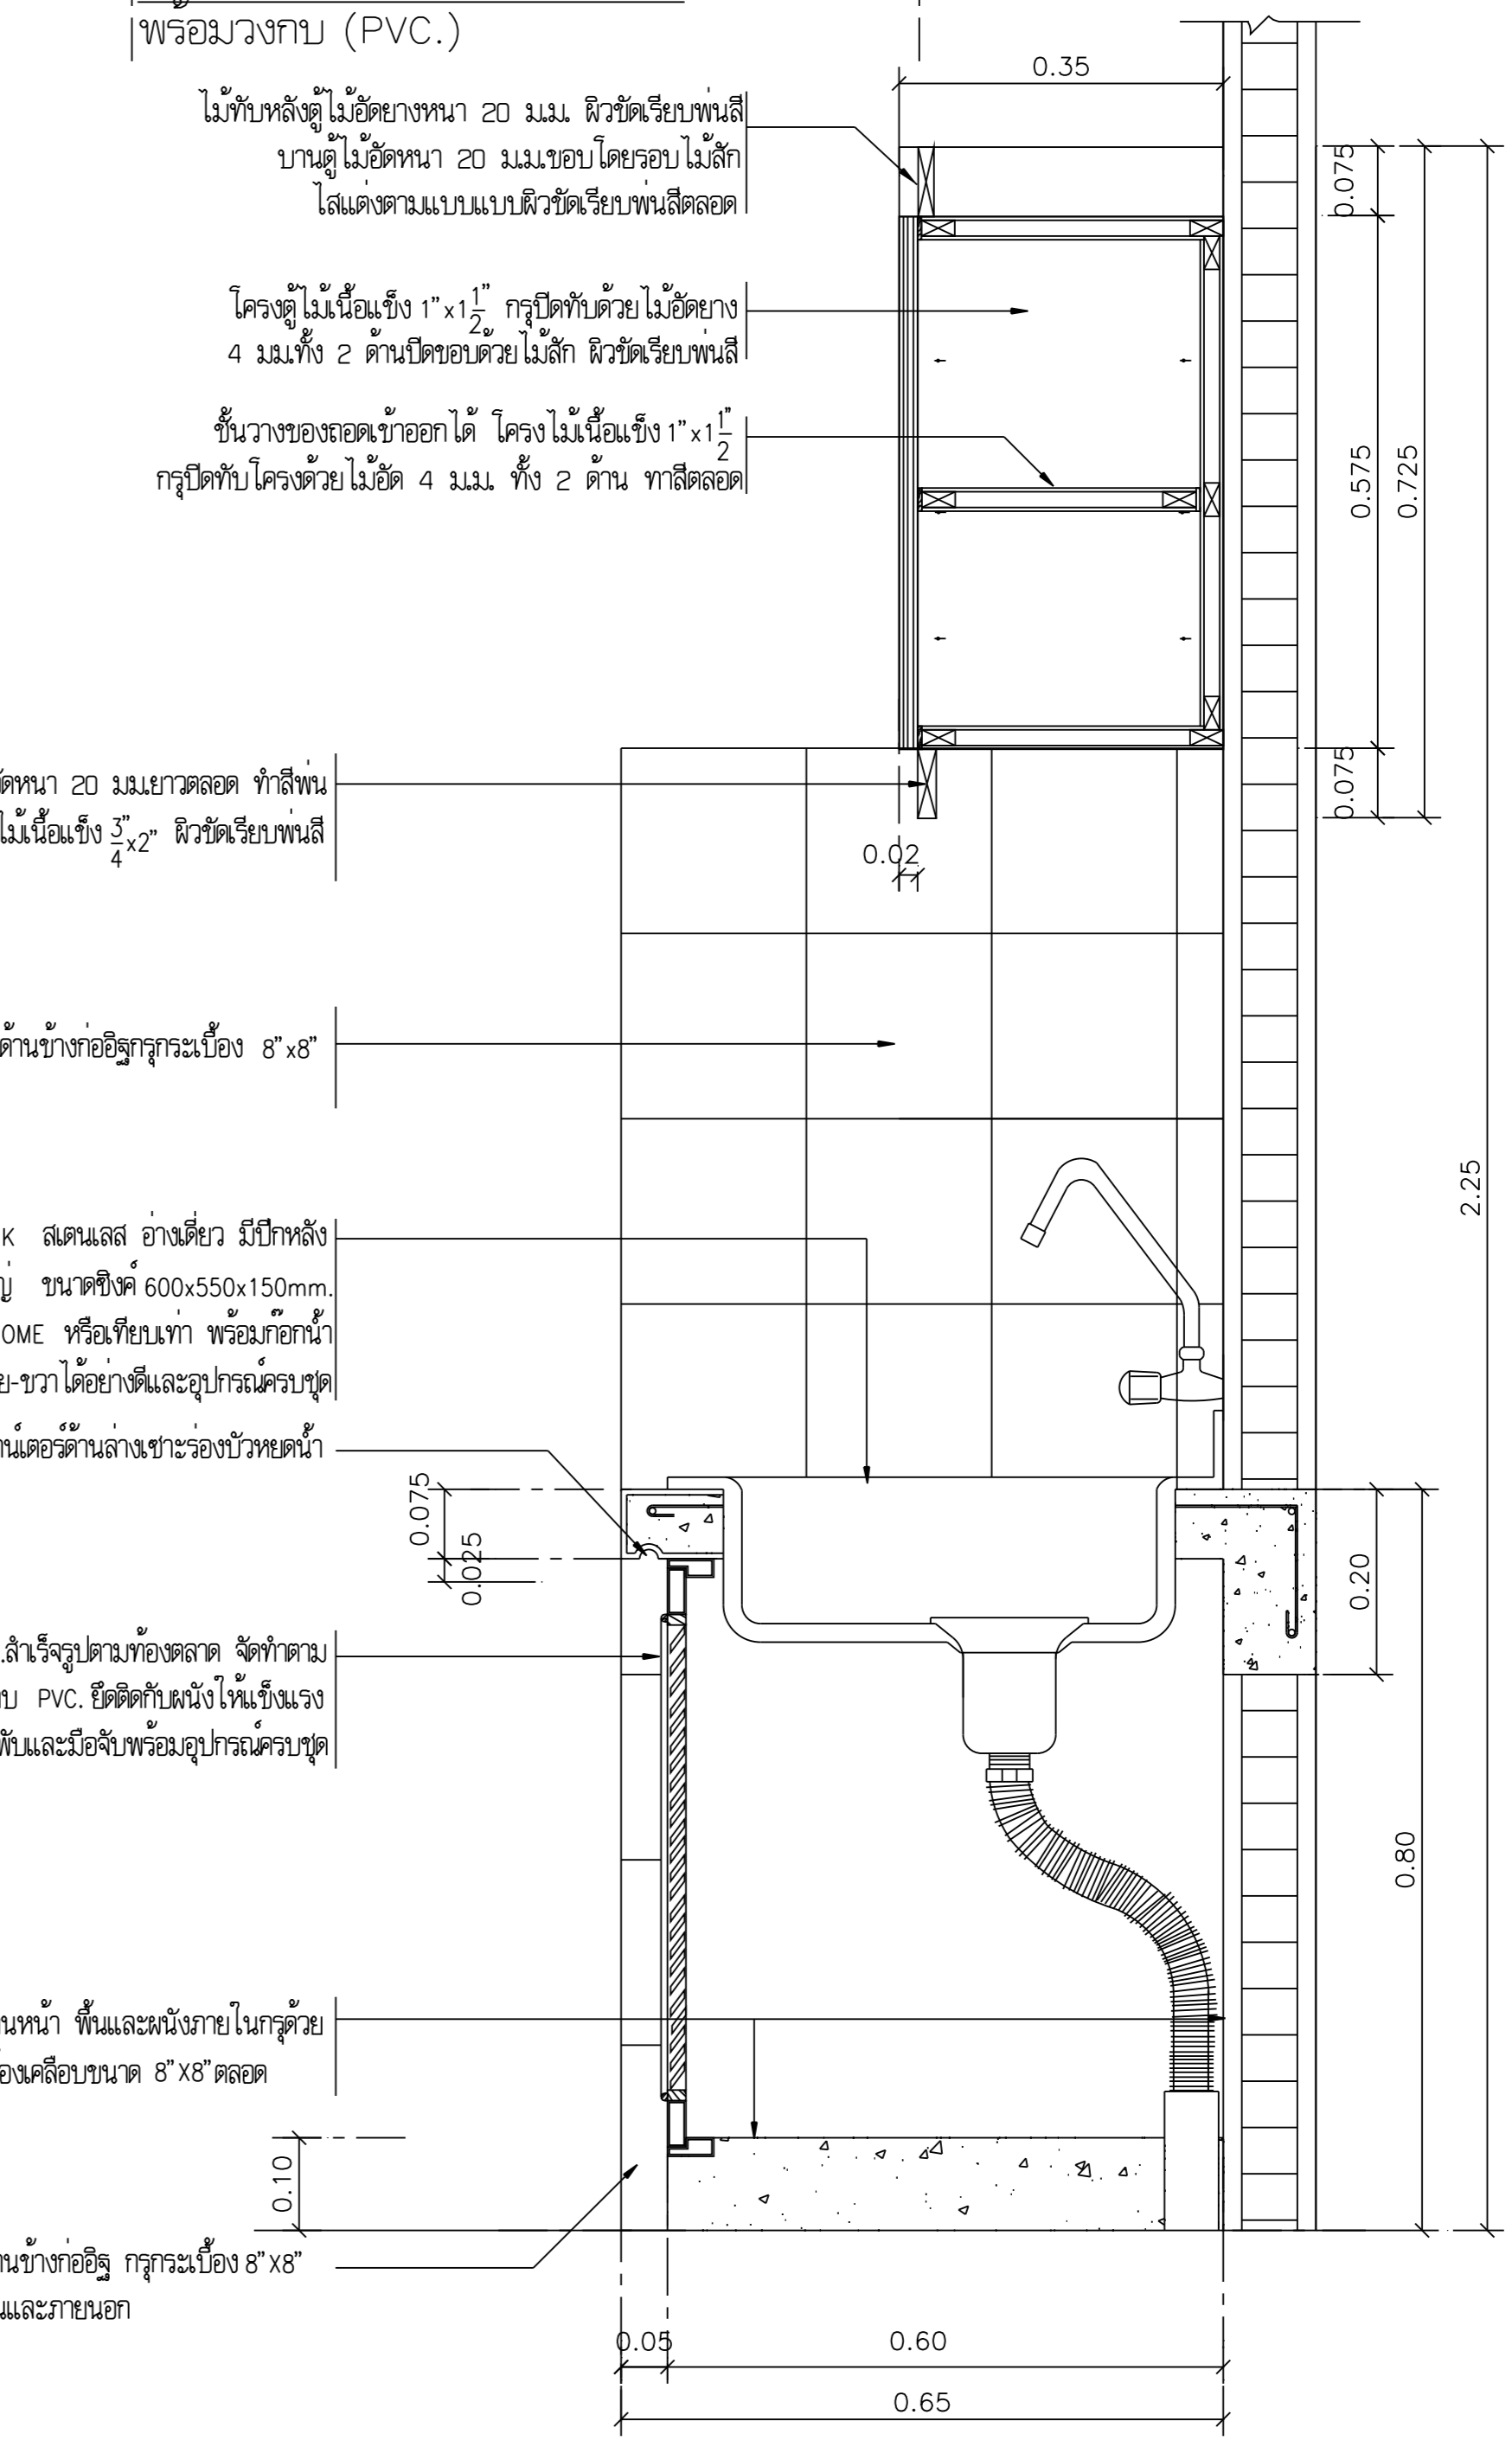 พร้อมวงกบ (PVC.)
0.35
ไม้ทับหลังตู้ไม้อัดยางหนา 20 ม.ม. ผิวขัดเรียบพ่นสี
บานตู้ไม้อัดหนา 20 ม.ม.ขอบโดยรอบไม้สัก
ไสแต่งตามแบบแบบผิวขัดเรียบพ่นสีตลอด
0.075
โครงตู้ไม้เนื้อแข็ง 1"x1 1/2" กรุปิดทับด้วยไม้อัดยาง
4 มม.ทั้ง 2 ด้านปิดขอบด้วยไม้สัก ผิวขัดเรียบพ่นสี
ชั้นวางของถอดเข้าออกได้ โครงไม้เนื้อแข็ง 1"x1 1/2"
กรุปิดทับโครงด้วยไม้อัด 4 ม.ม. ทั้ง 2 ด้าน ทาสีตลอด
0.575
0.725
ัดหนา 20 มม.ยาวตลอด ทำสีพ่น
ไม้เนื้อแข็ง 3/4"x2" ผิวขัดเรียบพ่นสี
0.075
0.02
ด้านข้างก่ออิฐกรุกระเบื้อง 8"x8"
2.25
K สเตนเลส อ่างเดี่ยว มีปีกหลัง
ญ่ ขนาดซิงค์ 600x550x150mm.
OME หรือเทียบเท่า พร้อมก๊อกน้ำ
ย-ขวาได้อย่างดีและอุปกรณ์ครบชุด
าน์เตอร์ด้านล่างเซาะร่องบัวหยดน้ำ
0.075
0.025
0.20
.สำเร็จรูปตามท้องตลาด จัดทำตาม
บ PVC. ยึดติดกับผนังให้แข็งแรง
พับและมือจับพร้อมอุปกรณ์ครบชุด
0.80
านหน้า พื้นและผนังภายในกรุด้วย
องเคลือบขนาด 8"X8"ตลอด
0.10
านข้างก่ออิฐ กรุกระเบื้อง 8"X8"
นและภายนอก
0.05
0.60
0.65